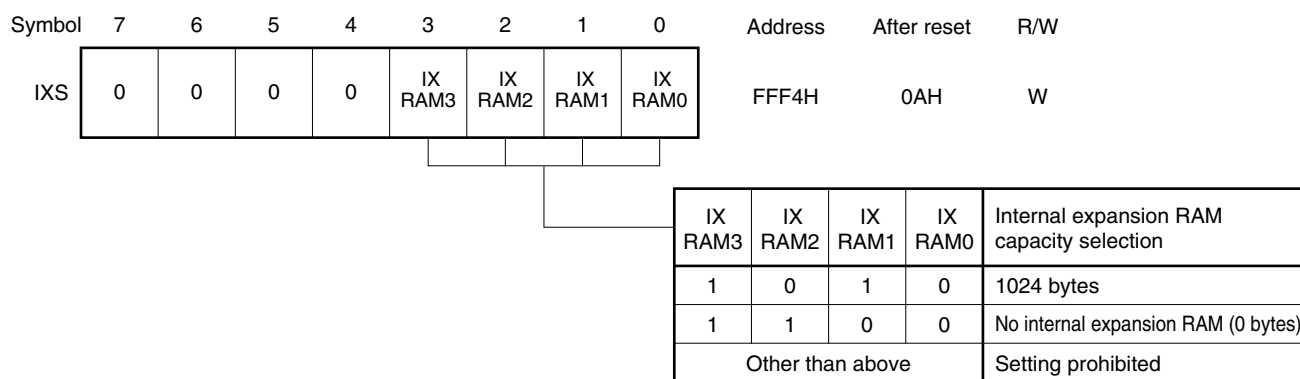 Symbol 7 6 5 4 3 2 1 0 Address After reset R/W
IXS 0 0 0 0 IX RAM3 IX RAM2 IX RAM1 IX RAM0 FFF4H 0AH W
IX RAM3 IX RAM2 IX RAM1 IX RAM0 Internal expansion RAM capacity selection
1 0 1 0 1024 bytes
1 1 0 0 No internal expansion RAM (0 bytes)
Other than above Setting prohibited